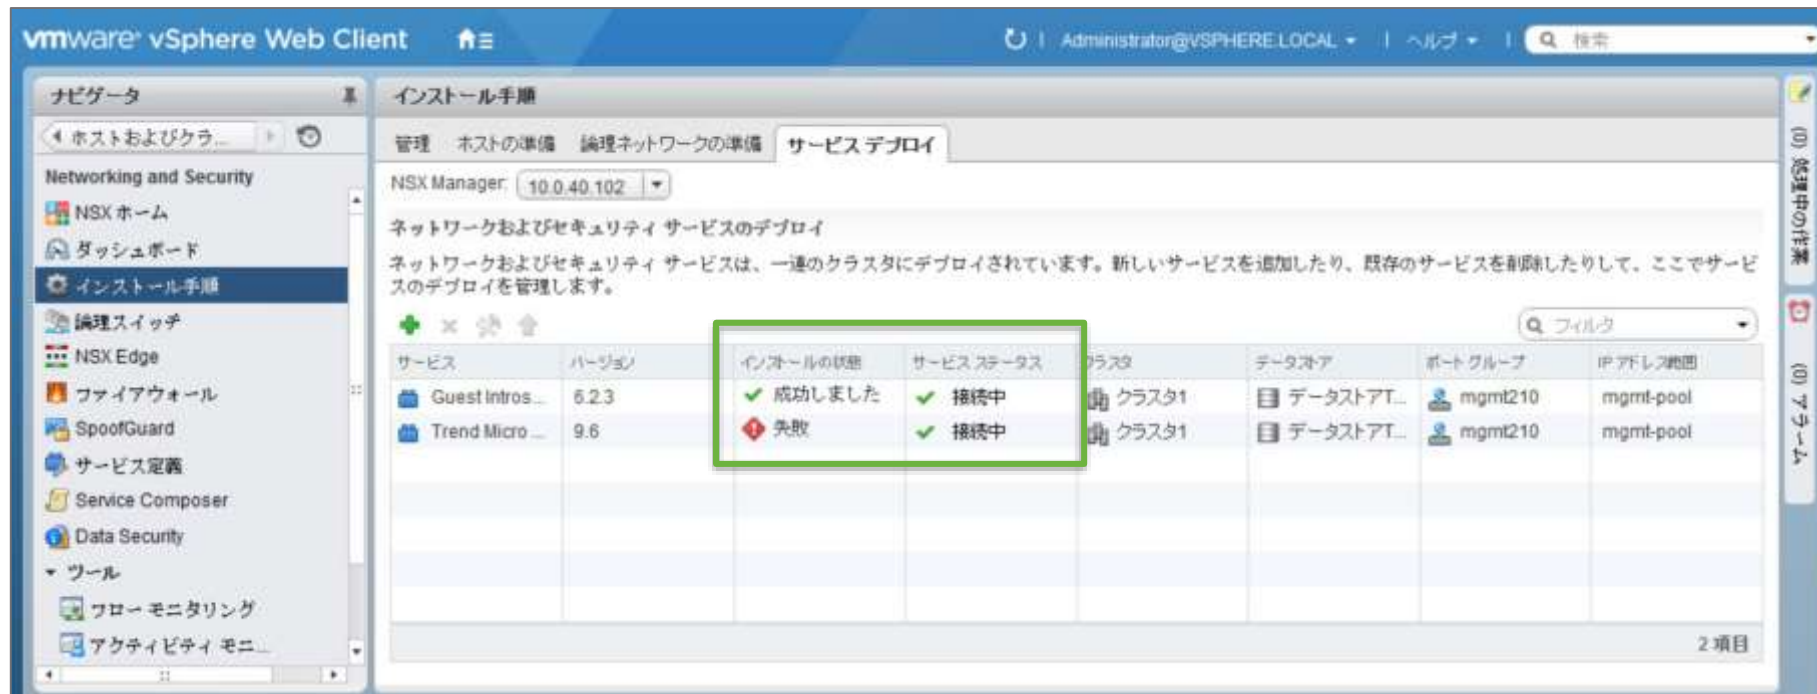 vmware® vSphere Web Client
Administrator@VSPHERE.LOCAL
ヘルプ
検索
ナビゲータ
ホストおよびクラ...
Networking and Security
NSX ホーム
ダッシュボード
インストール手順
論理スイッチ
NSX Edge
ファイアウォール
SpoofGuard
サービス定義
Service Composer
Data Security
ツール
フロー モニタリング
アクティビティ モニ...
インストール手順
管理 ホストの準備 論理ネットワークの準備 サービス デプロイ
NSX Manager: 10.0.40.102
ネットワークおよびセキュリティ サービスのデプロイ
ネットワークおよびセキュリティ サービスは、一連のクラスタにデプロイされています。新しいサービスを追加したり、既存のサービスを削除したりして、ここでサービ
スのデプロイを管理します。
フィルタ
サービス バージョン インストールの状態 サービス ステータス クラスタ データストア ポート グループ IP アドレス範囲
Guest Intros... 6.2.3 成功しました 接続中 クラスタ1 データストアT... mgmt210 mgmt-pool
Trend Micro ... 9.6 失敗 接続中 クラスタ1 データストアT... mgmt210 mgmt-pool
2 項目
(0) 処理中の作業
(0) アラーム